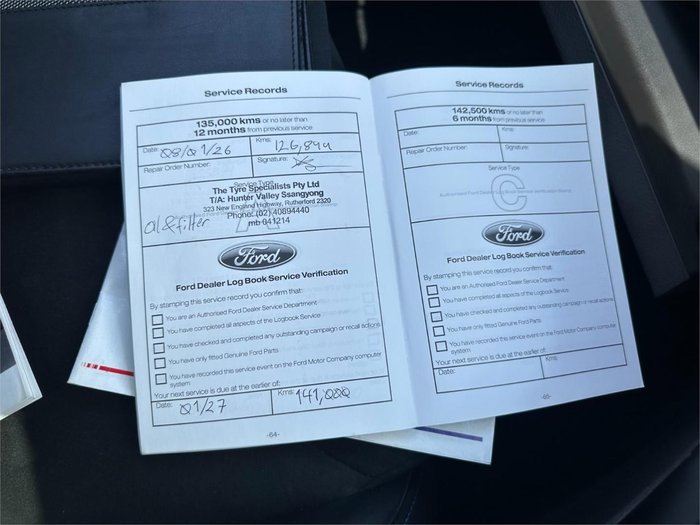 Service Records
135,000 kms or no later than
12 months from previous service
Date: 08/01/26
Kms: 126,844
Repair Order Number:
Signature:
Service Type
The Tyre Specialists Pty Ltd
T/A: Hunter Valley Ssangyong
323 New England Highway, Rutherford 2320
Phone: (02) 40894440
mb 041214
oil & filter
Ford
Ford Dealer Log Book Service Verification
By stamping this service record you confirm that:
You are an Authorised Ford Dealer Service Department
You have completed all aspects of the Logbook Service
You have checked and completed any outstanding campaign or recall actions
You have only fitted Genuine Ford Parts
You have recorded this service event on the Ford Motor Company computer
system
Your next service is due at the earlier of:
Date: 01/27
Kms: 141,000
-64-
Service Records
142,500 kms or no later than
6 months from previous service
Date:
Kms:
Repair Order Number:
Signature:
Service Type
C
Authorised Ford Dealer Log Book Service Verification Stamp
Ford
Ford Dealer Log Book Service Verification
By stamping this service record you confirm that:
You are an Authorised Ford Dealer Service Department
You have completed all aspects of the Logbook Service
You have checked and completed any outstanding campaign or recall actions
You have only fitted Genuine Ford Parts
You have recorded this service event on the Ford Motor Company computer
system
Your next service is due at the earlier of:
Date:
Kms:
-65-